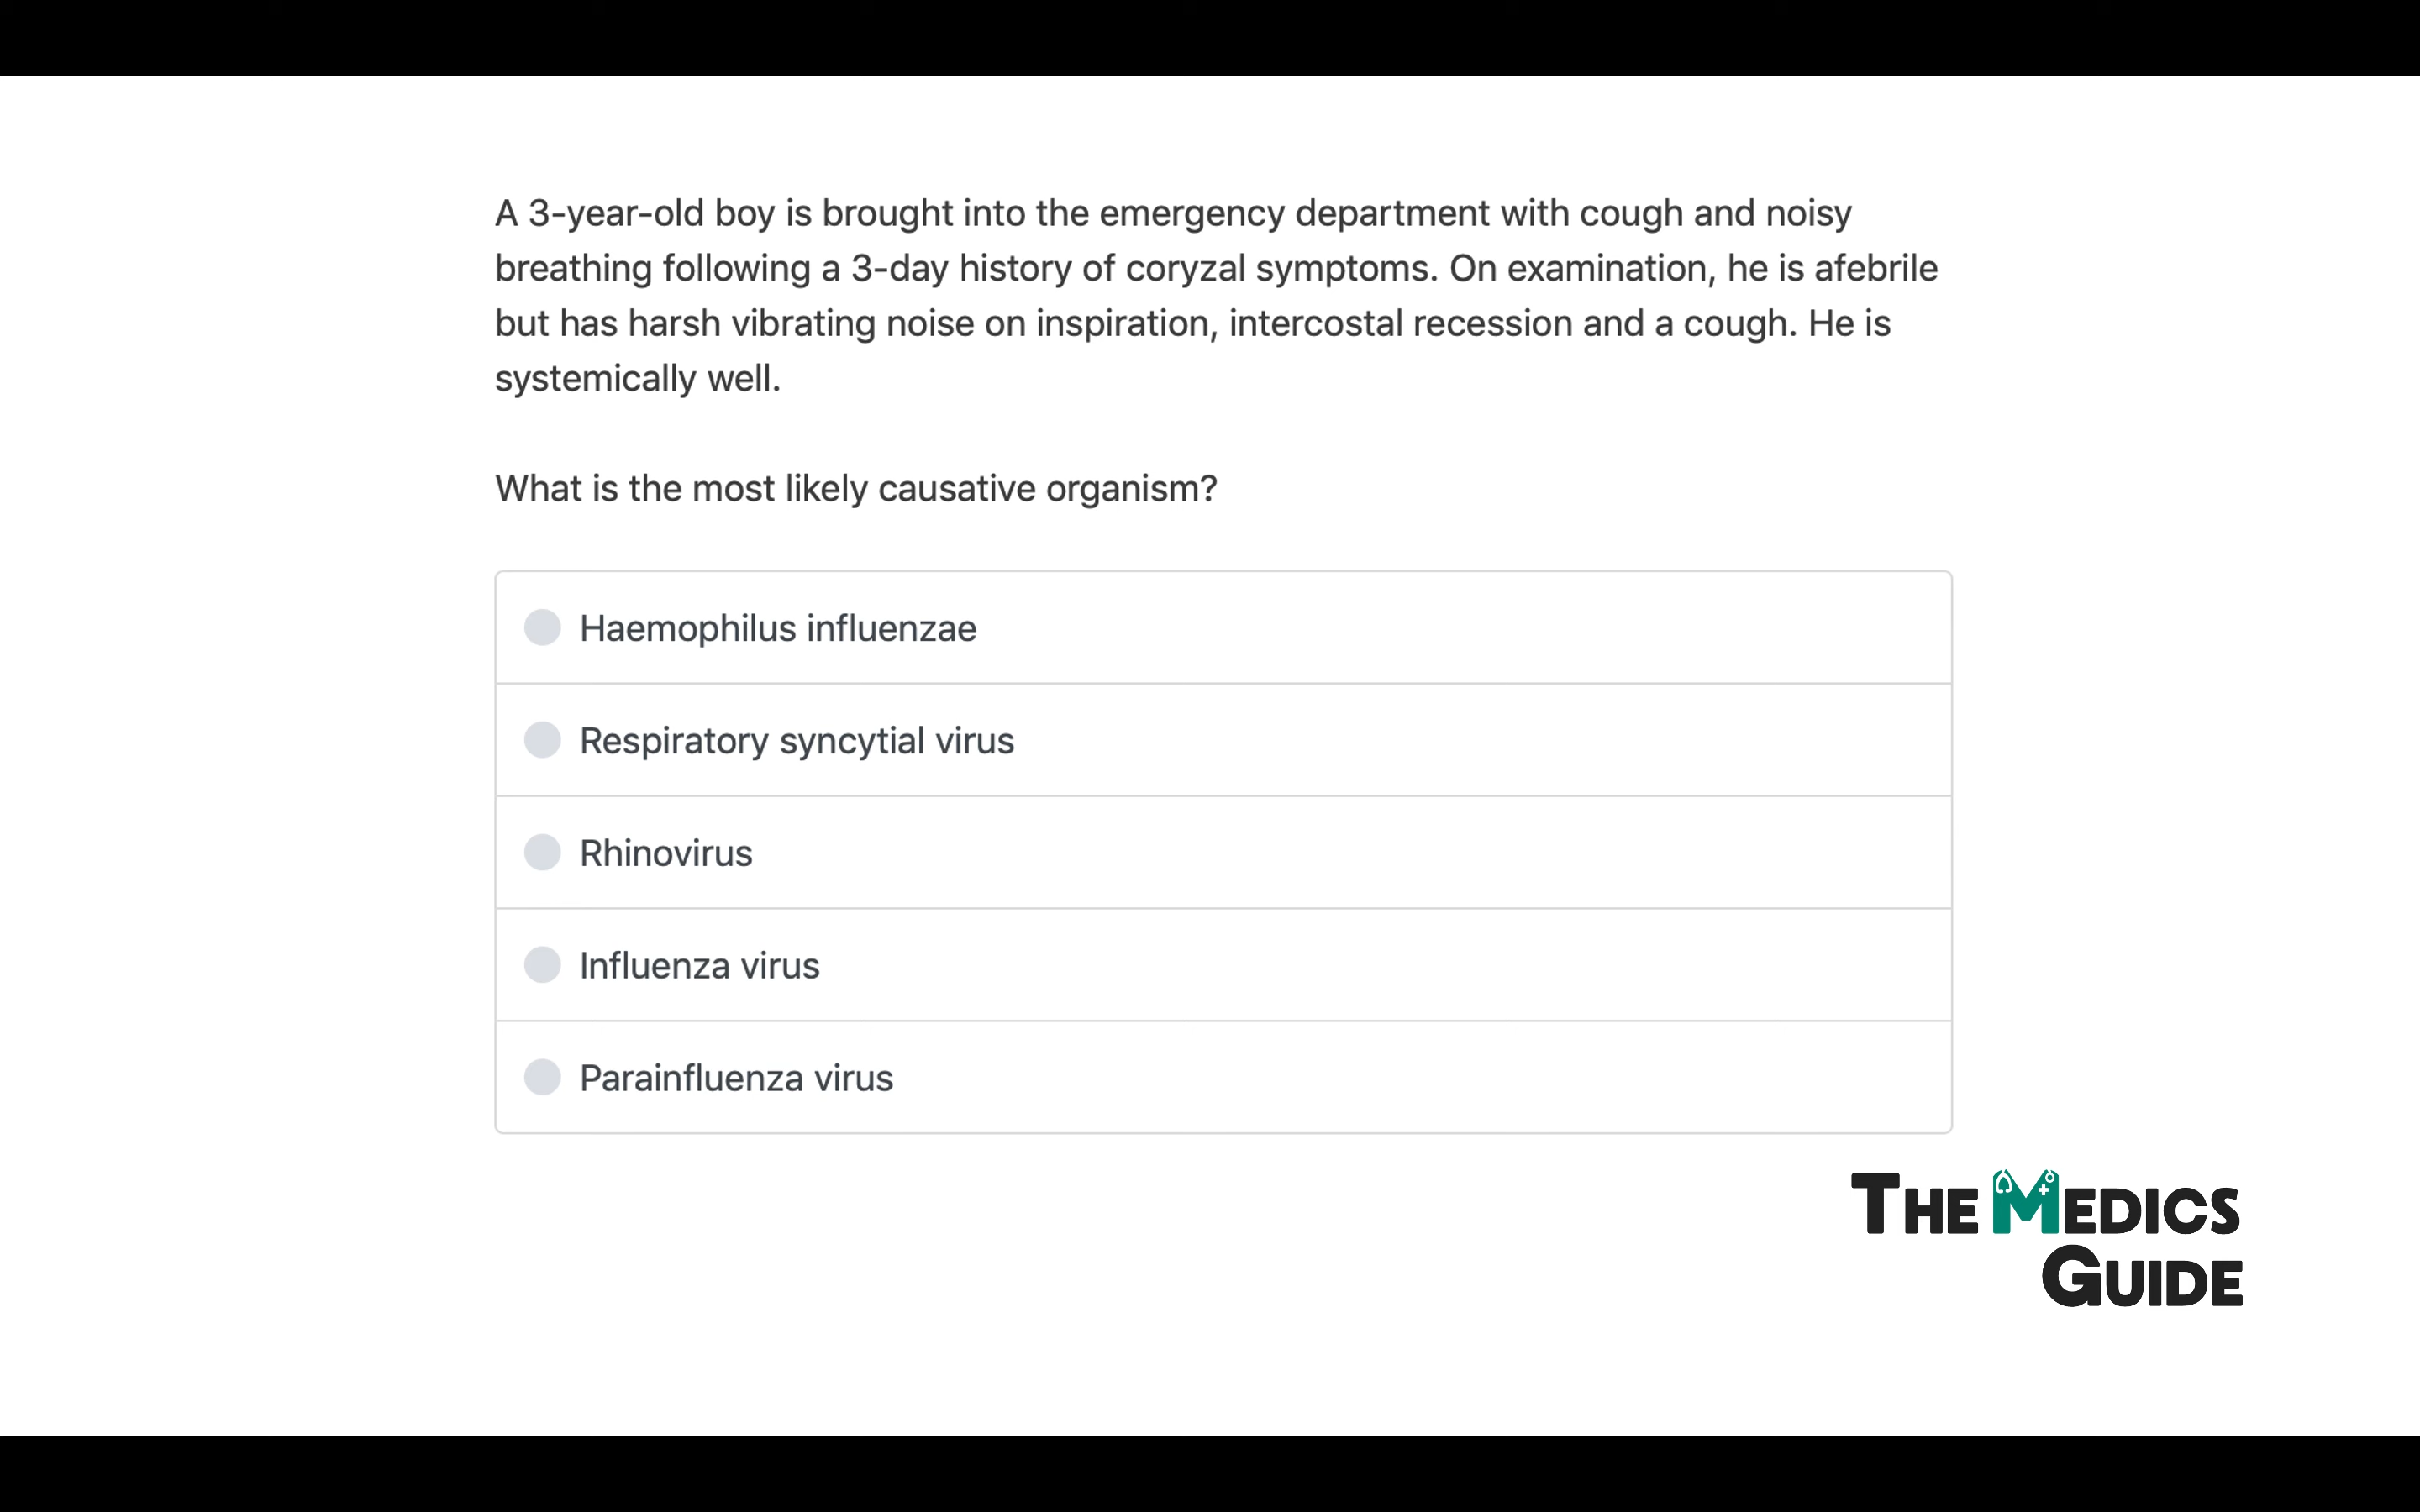 A 3-year-old boy is brought into the emergency department with cough and noisy
breathing following a 3-day history of coryzal symptoms. On examination, he is afebrile
but has harsh vibrating noise on inspiration, intercostal recession and a cough. He is
systemically well.
What is the most likely causative organism?
Haemophilus influenzae
Respiratory syncytial virus
Rhinovirus
Influenza virus
Parainfluenza virus
THE MEDICS
GUIDE